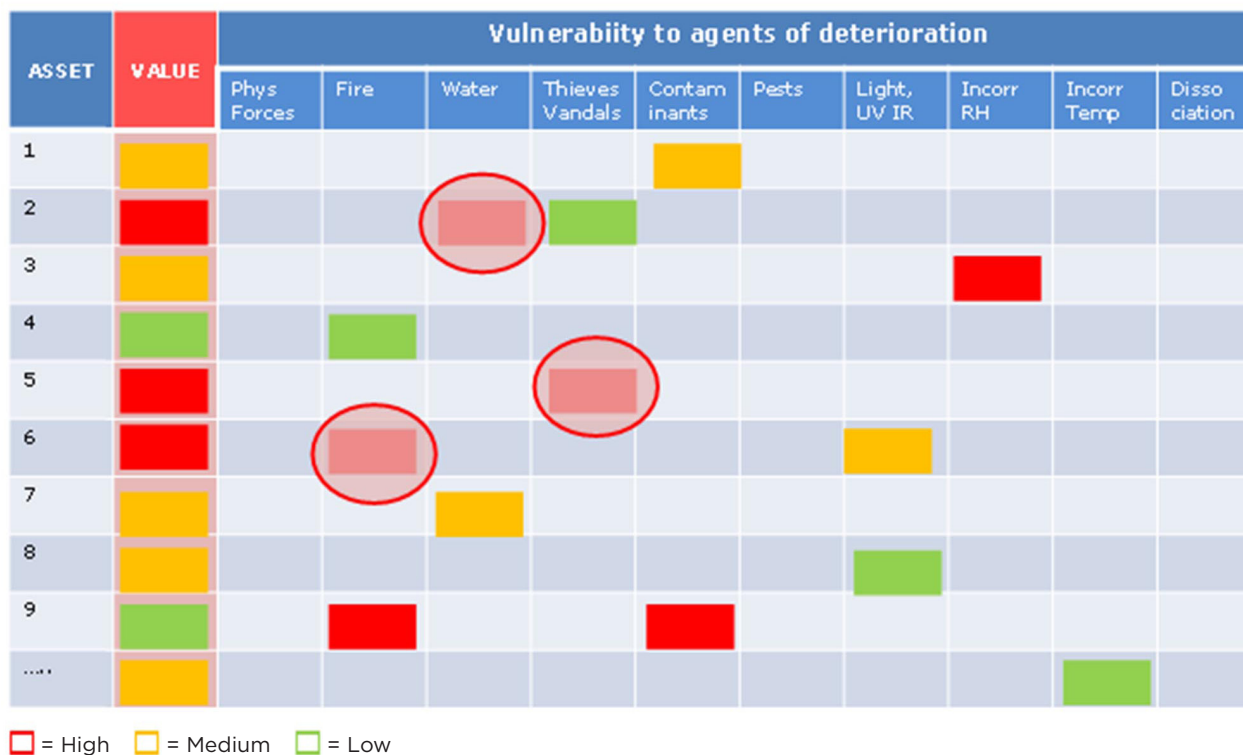 Vulnerabiity to agents of deterioration
ASSET VALUE
Phys Forces Fire Water Thieves Vandals Contam inants Pests Light, UV IR Incorr RH Incorr Temp Disso ciation
1
2
3
4
5
6
7
8
9
.....
= High = Medium = Low